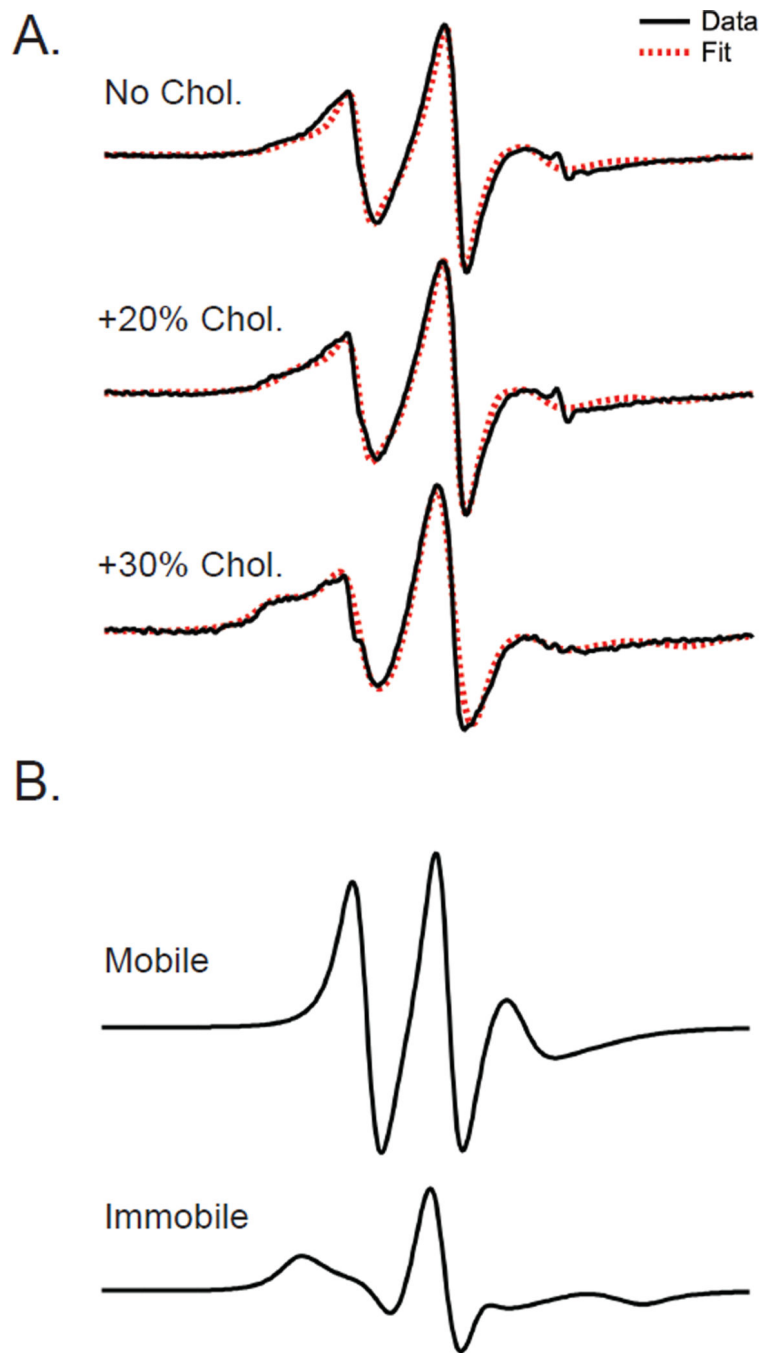 A.
Data
Fit
No Chol.
+20% Chol.
+30% Chol.
B.
Mobile
Immobile